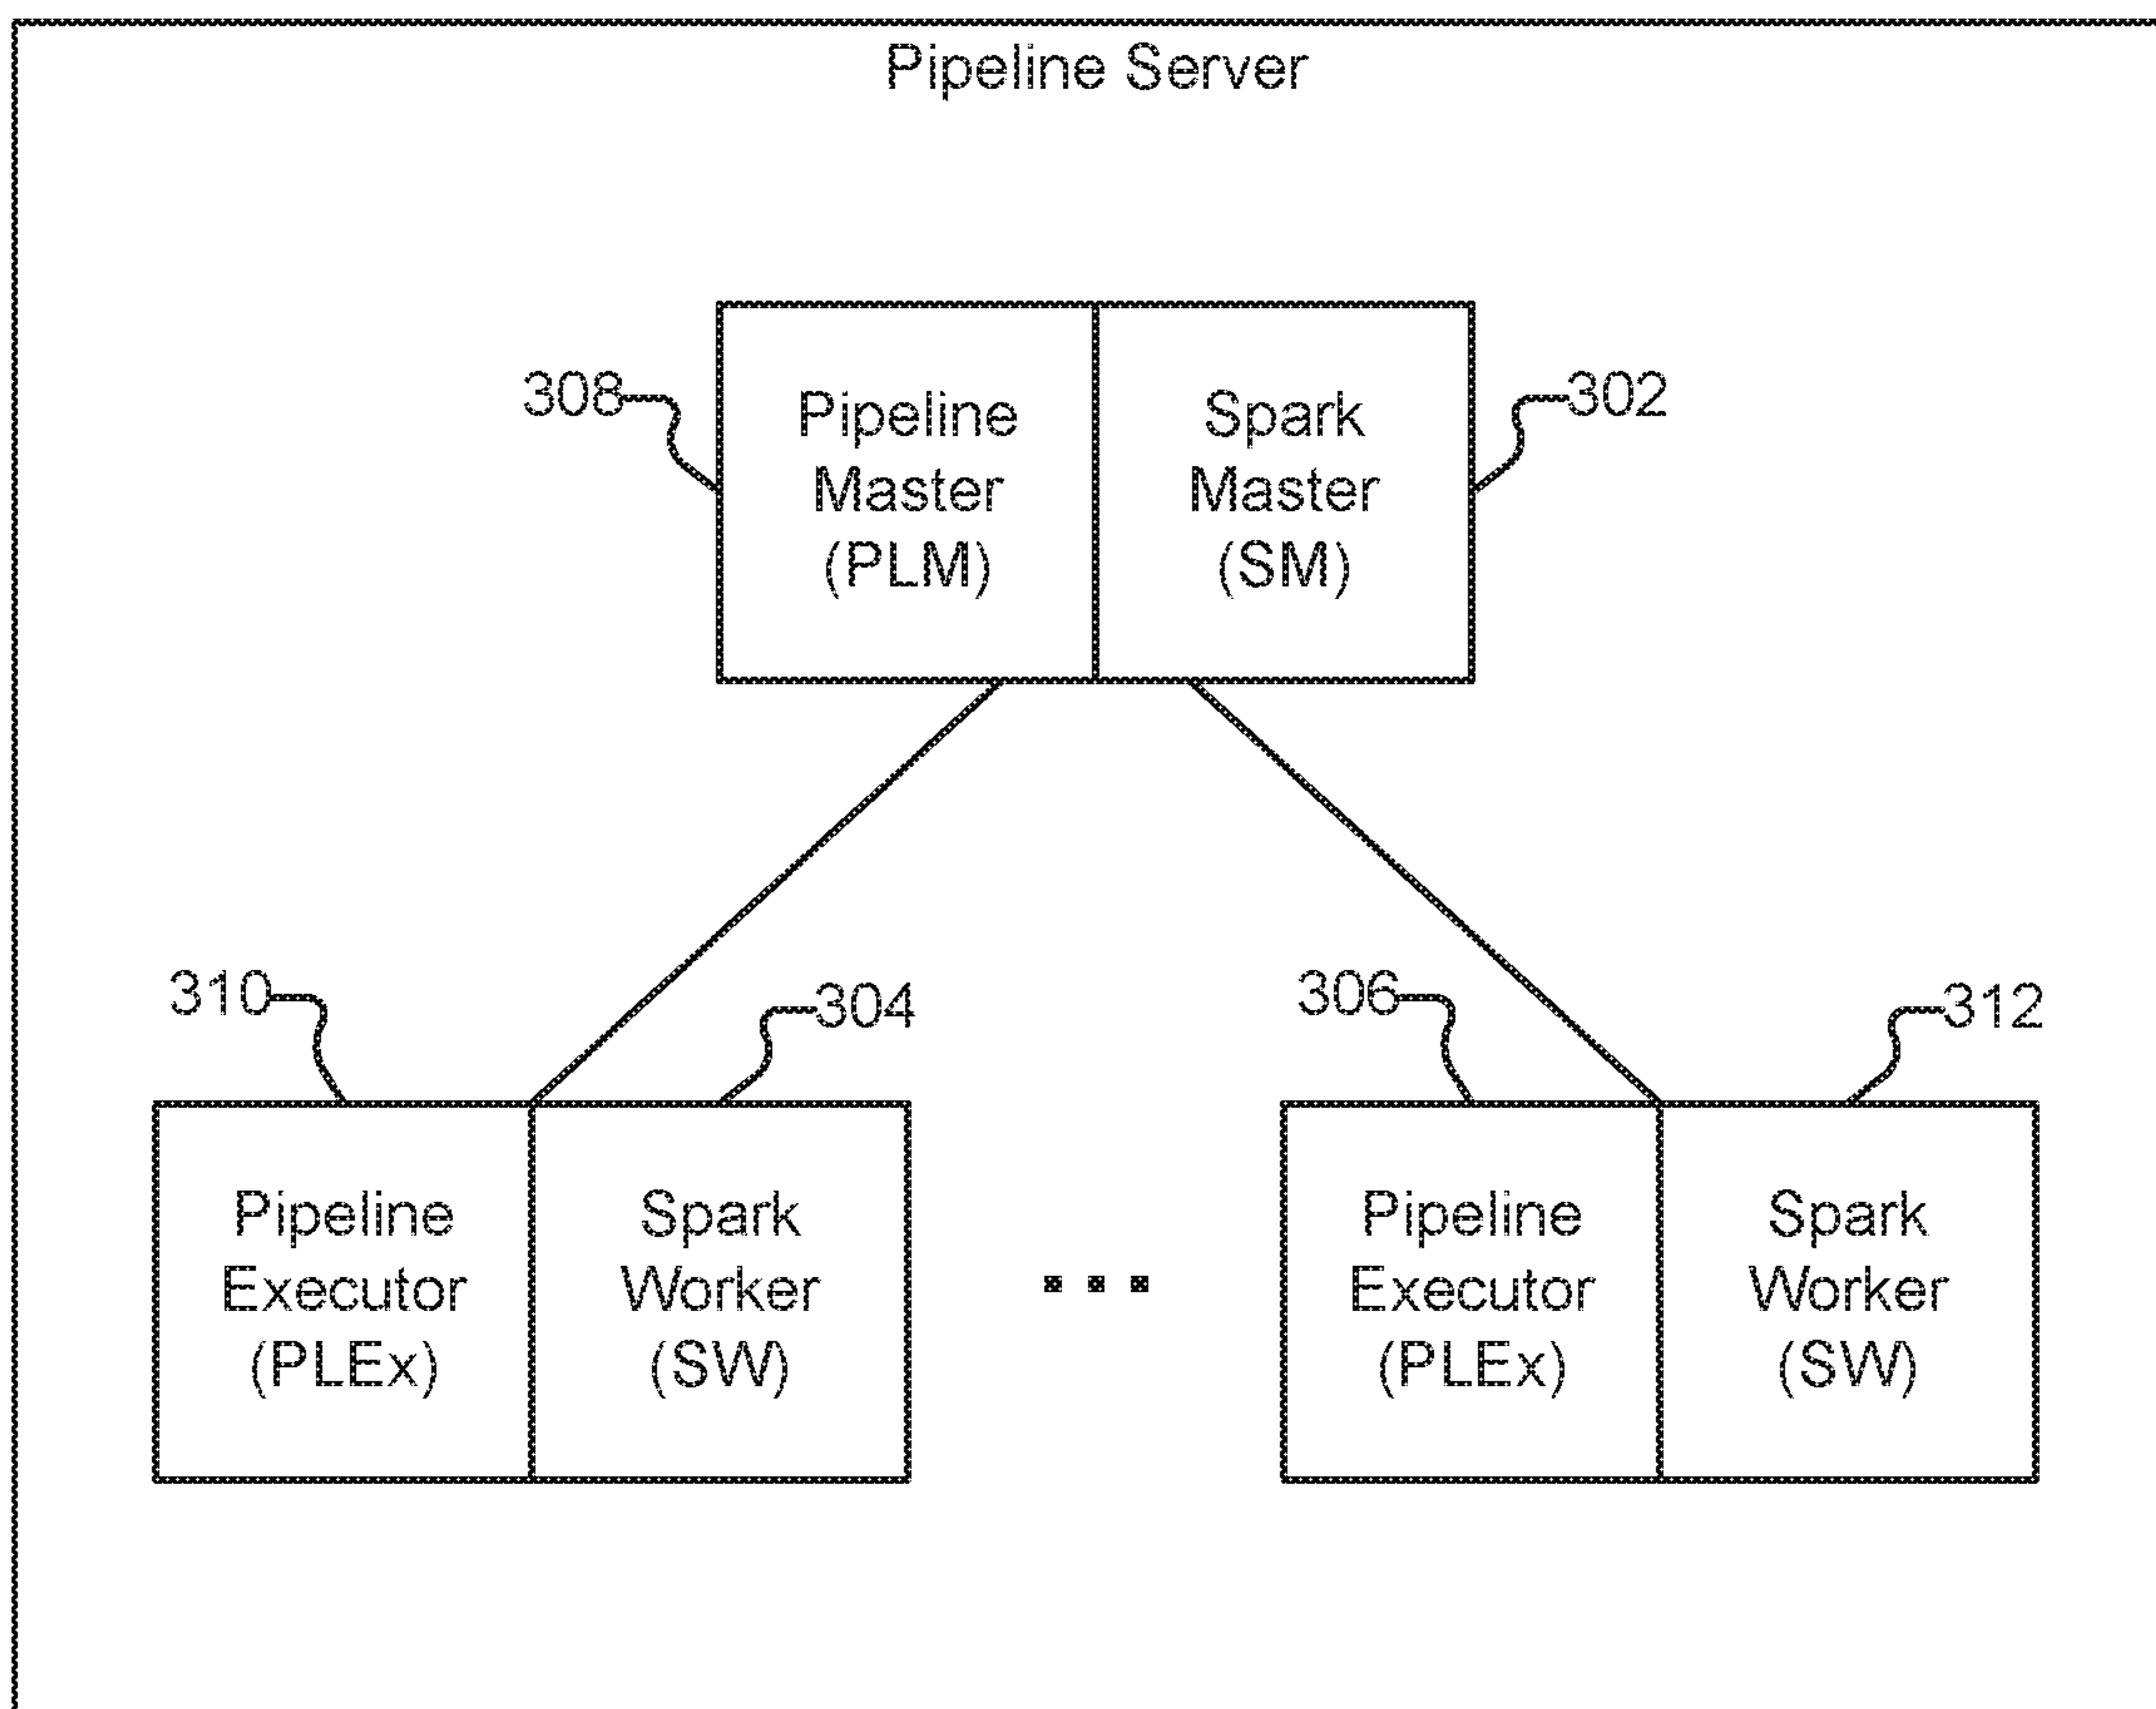 Pipeline Server
308
Pipeline
Master
(PLM)
Spark
Master
(SM)
302
310
304
306
312
Pipeline
Executor
(PLEx)
Spark
Worker
(SW)
...
Pipeline
Executor
(PLEx)
Spark
Worker
(SW)